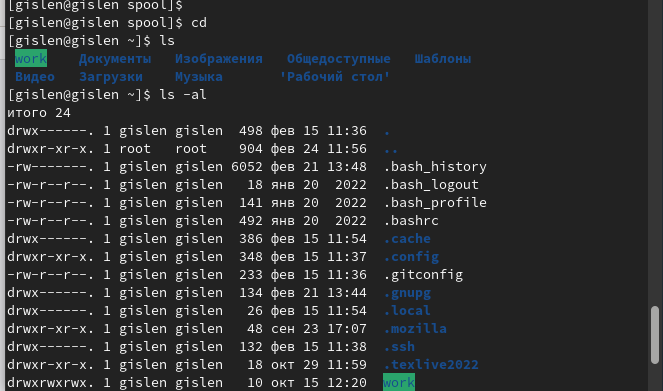 [gislen@gislen spool]$
[gislen@gislen spool]$ cd
[gislen@gislen ~]$ ls
work Документы Изображения Общедоступные Шаблоны
Видео Загрузки Музыка 'Рабочий стол'
[gislen@gislen ~]$ ls -al
итого 24
drwx------. 1 gislen gislen 498 фев 15 11:36 .
drwxr-xr-x. 1 root root 904 фев 24 11:56 ..
-rw-------. 1 gislen gislen 6052 фев 21 13:48 .bash_history
-rw-r--r--. 1 gislen gislen 18 янв 20 2022 .bash_logout
-rw-r--r--. 1 gislen gislen 141 янв 20 2022 .bash_profile
-rw-r--r--. 1 gislen gislen 492 янв 20 2022 .bashrc
drwx------. 1 gislen gislen 386 фев 15 11:54 .cache
drwxr-xr-x. 1 gislen gislen 348 фев 15 11:37 .config
-rw-r--r--. 1 gislen gislen 233 фев 15 11:36 .gitconfig
drwx------. 1 gislen gislen 134 фев 21 13:44 .gnupg
drwx------. 1 gislen gislen 26 фев 15 11:54 .local
drwxr-xr-x. 1 gislen gislen 48 сен 23 17:07 .mozilla
drwx------. 1 gislen gislen 132 фев 15 11:38 .ssh
drwxr-xr-x. 1 gislen gislen 18 окт 29 11:59 .texlive2022
drwxrwxrwx. 1 gislen gislen 10 окт 15 12:20 work